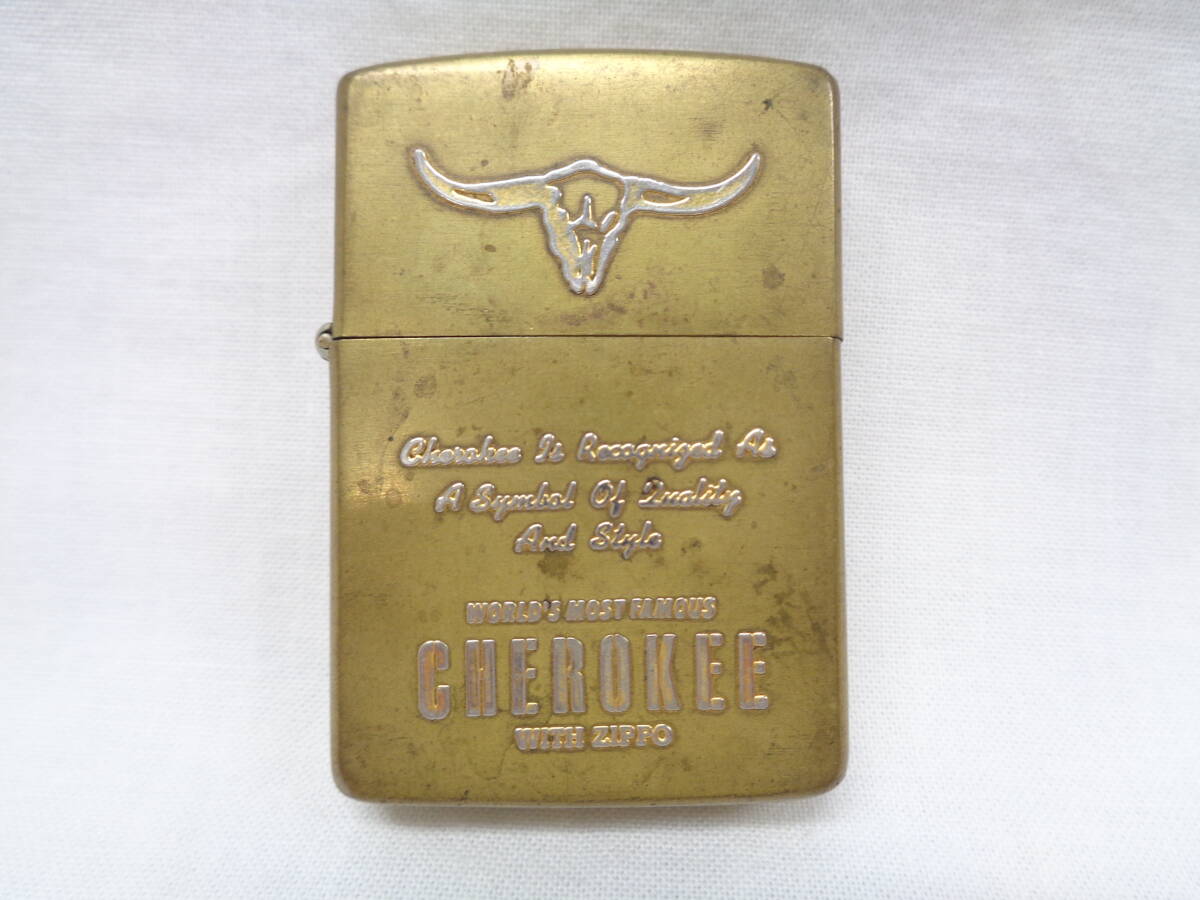 Cherokee Is Recognized As
A Symbol Of Quality
And Style
WORLD'S MOST FAMOUS
CHEROKEE
WITH ZIPPO